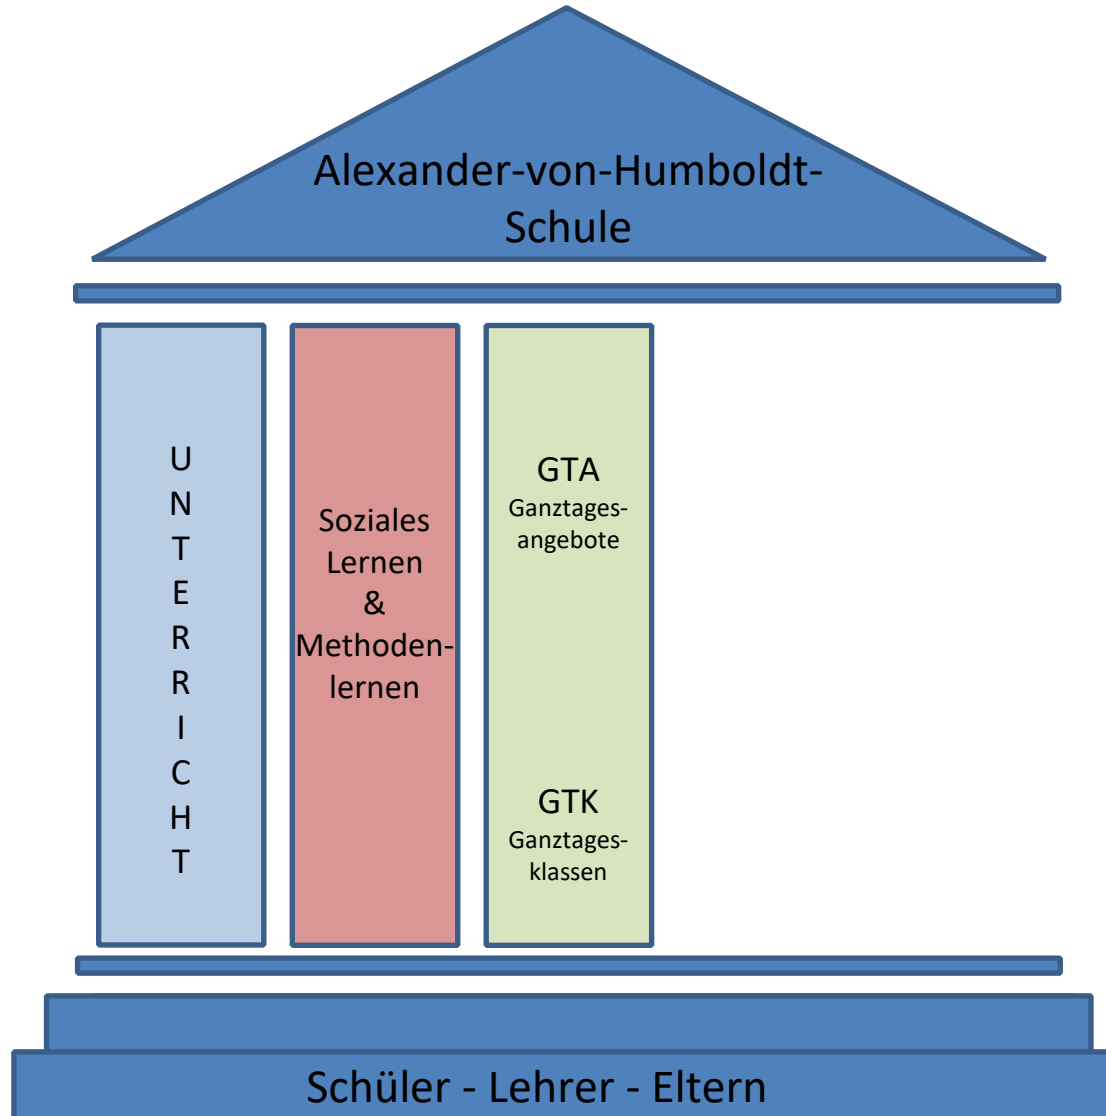 Alexander-von-Humboldt-
Schule
U
N
T
E
R
R
I
C
H
T
Soziales
Lernen
&
Methoden-
lernen
GTA
Ganztages-
angebote
GTK
Ganztages-
klassen
Schüler - Lehrer - Eltern